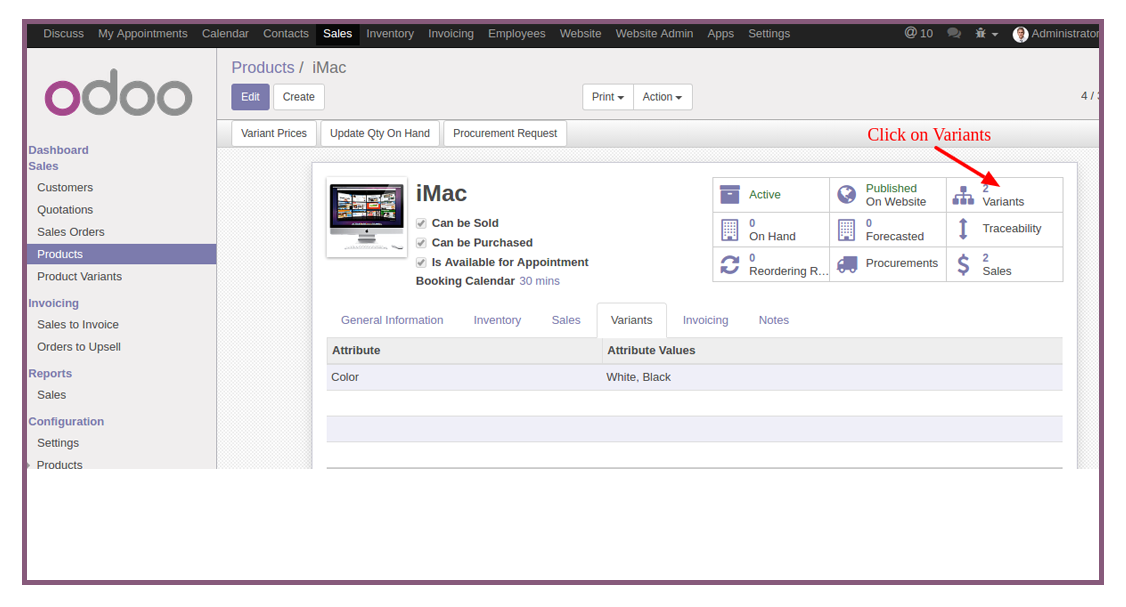 Discuss My Appointments Calendar Contacts Sales Inventory Invoicing Employees Website Website Admin Apps Settings @ 10 Administrator
odoo
Products / iMac
Edit Create Print Action 4 /
Variant Prices Update Qty On Hand Procurement Request
Click on Variants
Dashboard
Sales
Customers
Quotations
Sales Orders
Products
Product Variants
Invoicing
Sales to Invoice
Orders to Upsell
Reports
Sales
Configuration
Settings
Products
iMac
Can be Sold
Can be Purchased
Is Available for Appointment
Booking Calendar 30 mins
Active
Published
On Website
2
Variants
0
On Hand
0
Forecasted
Traceability
0
Reordering R...
Procurements
2
Sales
General Information Inventory Sales Variants Invoicing Notes
Attribute Attribute Values
Color White, Black